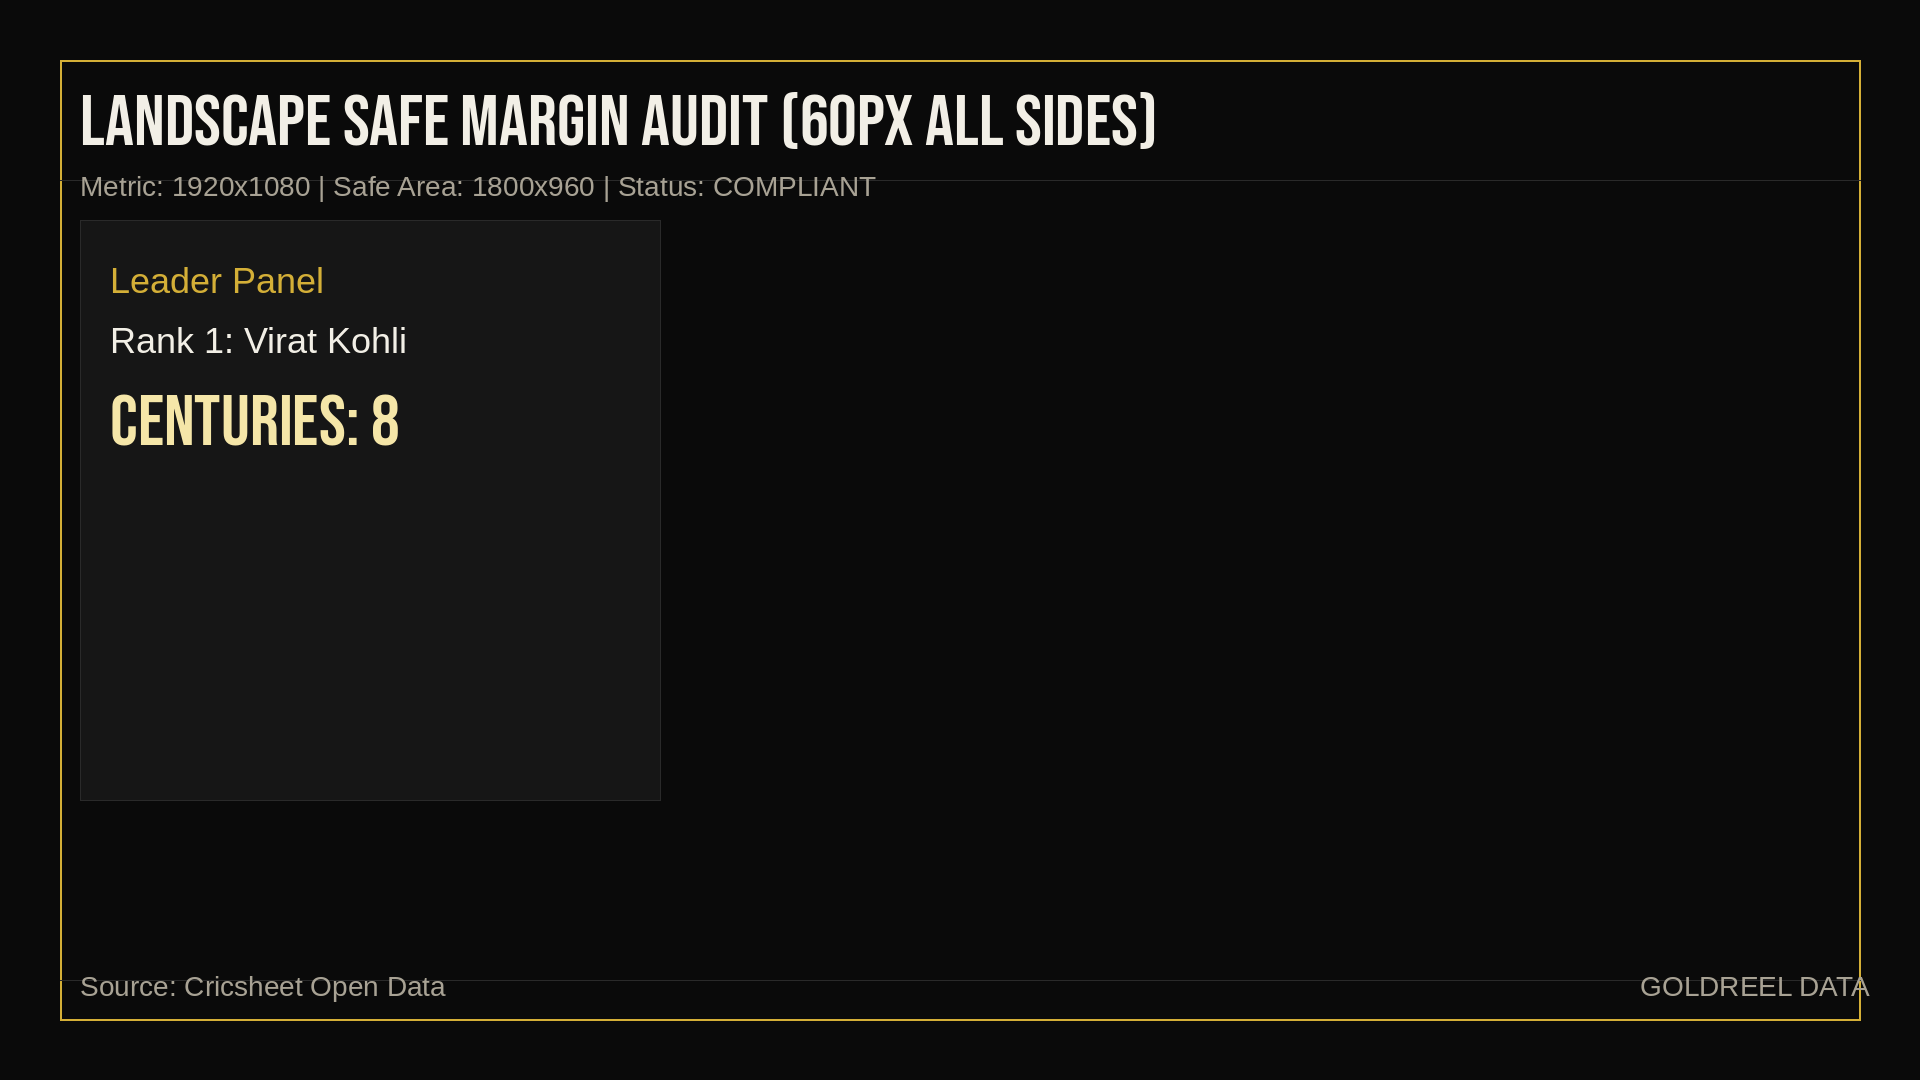 LANDSCAPE SAFE MARGIN AUDIT (60PX ALL SIDES)
Metric: 1920x1080 | Safe Area: 1800x960 | Status: COMPLIANT
Leader Panel
Rank 1: Virat Kohli
CENTURIES: 8
Source: Cricsheet Open Data
GOLDREEL DATA